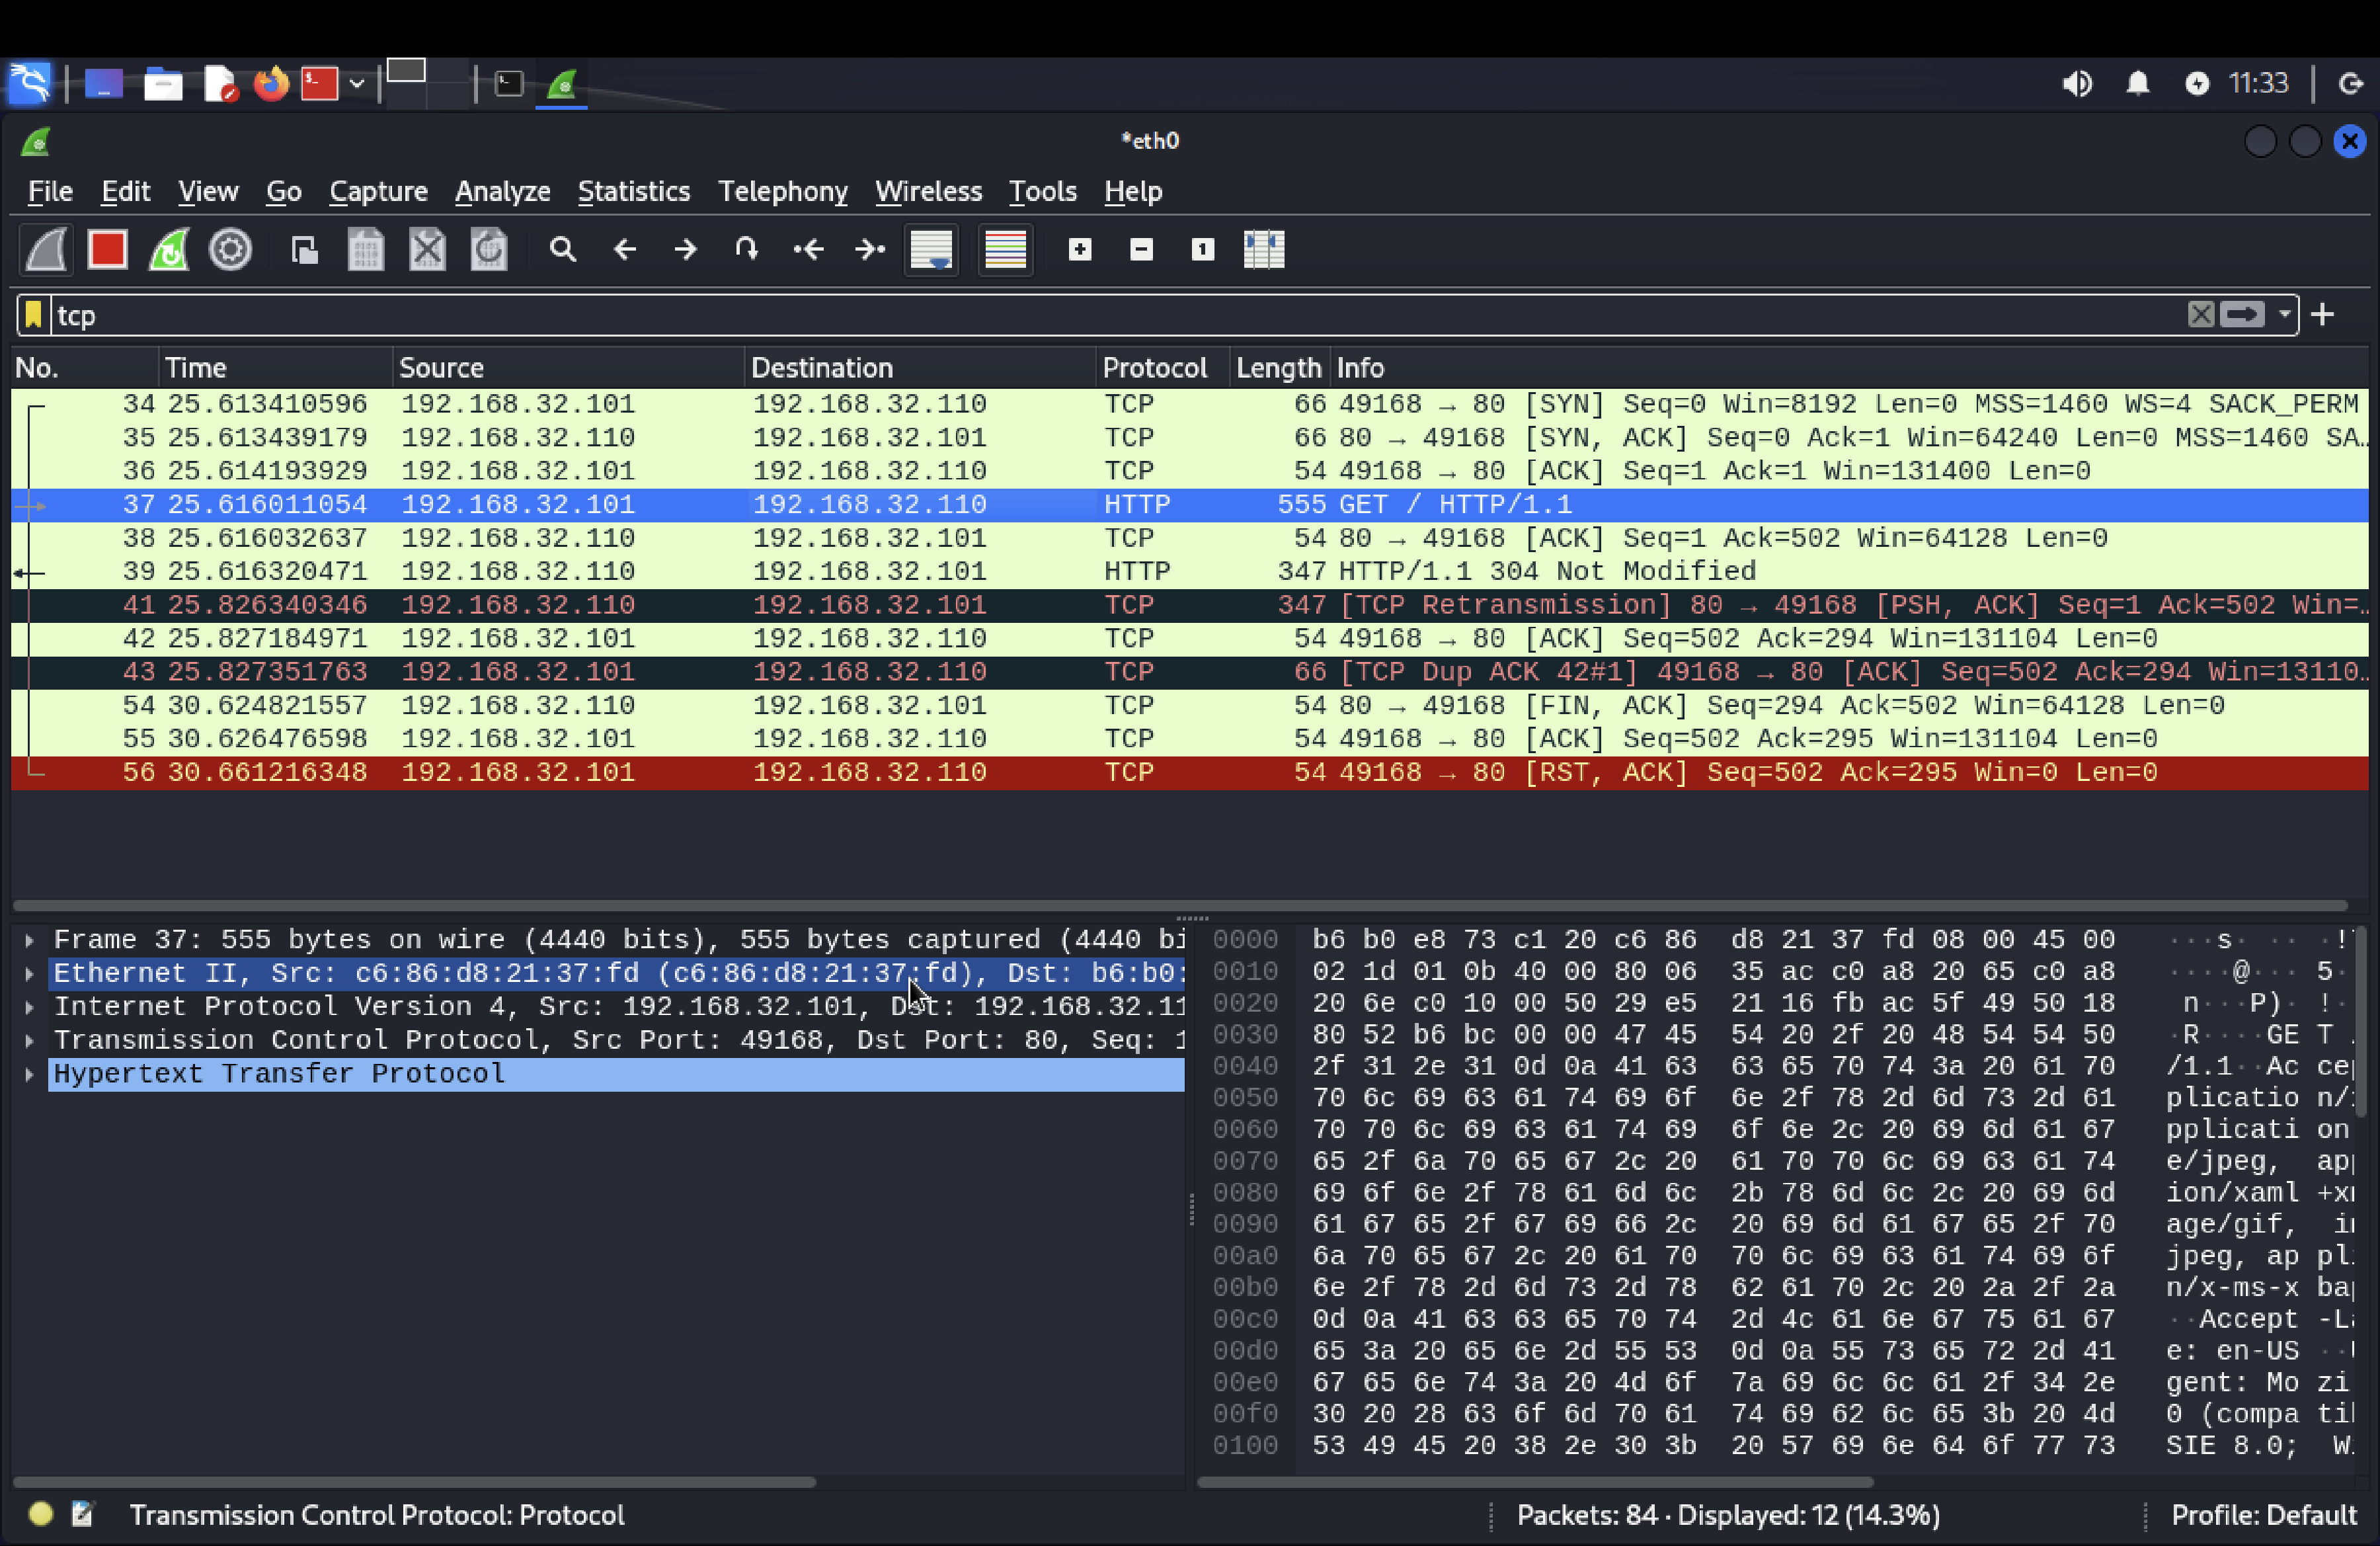 11:33
*eth0
File Edit View Go Capture Analyze Statistics Telephony Wireless Tools Help
tcp
No. Time Source Destination Protocol Length Info
34 25.613410596 192.168.32.101 192.168.32.110 TCP 66 49168 → 80 [SYN] Seq=0 Win=8192 Len=0 MSS=1460 WS=4 SACK_PERM
35 25.613439179 192.168.32.110 192.168.32.101 TCP 66 80 → 49168 [SYN, ACK] Seq=0 Ack=1 Win=64240 Len=0 MSS=1460 SA…
36 25.614193929 192.168.32.101 192.168.32.110 TCP 54 49168 → 80 [ACK] Seq=1 Ack=1 Win=131400 Len=0
37 25.616011054 192.168.32.101 192.168.32.110 HTTP 555 GET / HTTP/1.1
38 25.616032637 192.168.32.110 192.168.32.101 TCP 54 80 → 49168 [ACK] Seq=1 Ack=502 Win=64128 Len=0
39 25.616320471 192.168.32.110 192.168.32.101 HTTP 347 HTTP/1.1 304 Not Modified
41 25.826340346 192.168.32.110 192.168.32.101 TCP 347 [TCP Retransmission] 80 → 49168 [PSH, ACK] Seq=1 Ack=502 Win=…
42 25.827184971 192.168.32.101 192.168.32.110 TCP 54 49168 → 80 [ACK] Seq=502 Ack=294 Win=131104 Len=0
43 25.827351763 192.168.32.101 192.168.32.110 TCP 66 [TCP Dup ACK 42#1] 49168 → 80 [ACK] Seq=502 Ack=294 Win=13110…
54 30.624821557 192.168.32.110 192.168.32.101 TCP 54 80 → 49168 [FIN, ACK] Seq=294 Ack=502 Win=64128 Len=0
55 30.626476598 192.168.32.101 192.168.32.110 TCP 54 49168 → 80 [ACK] Seq=502 Ack=295 Win=131104 Len=0
56 30.661216348 192.168.32.101 192.168.32.110 TCP 54 49168 → 80 [RST, ACK] Seq=502 Ack=295 Win=0 Len=0
Frame 37: 555 bytes on wire (4440 bits), 555 bytes captured (4440 bi
Ethernet II, Src: c6:86:d8:21:37:fd (c6:86:d8:21:37:fd), Dst: b6:b0:
Internet Protocol Version 4, Src: 192.168.32.101, Dst: 192.168.32.11
Transmission Control Protocol, Src Port: 49168, Dst Port: 80, Seq: 1
Hypertext Transfer Protocol
0000 b6 b0 e8 73 c1 20 c6 86 d8 21 37 fd 08 00 45 00 ···s· ·· ·!
0010 02 1d 01 0b 40 00 80 06 35 ac c0 a8 20 65 c0 a8 ····@··· 5·
0020 20 6e c0 10 00 50 29 e5 21 16 fb ac 5f 49 50 18 n···P)· !·
0030 80 52 b6 bc 00 00 47 45 54 20 2f 20 48 54 54 50 ·R····GE T
0040 2f 31 2e 31 0d 0a 41 63 63 65 70 74 3a 20 61 70 /1.1··Ac cep
0050 70 6c 69 63 61 74 69 6f 6e 2f 78 2d 6d 73 2d 61 plicatio n/
0060 70 70 6c 69 63 61 74 69 6f 6e 2c 20 69 6d 61 67 pplicati on
0070 65 2f 6a 70 65 67 2c 20 61 70 70 6c 69 63 61 74 e/jpeg, app
0080 69 6f 6e 2f 78 61 6d 6c 2b 78 6d 6c 2c 20 69 6d ion/xaml +xm
0090 61 67 65 2f 67 69 66 2c 20 69 6d 61 67 65 2f 70 age/gif, im
00a0 6a 70 65 67 2c 20 61 70 70 6c 69 63 61 74 69 6f jpeg, ap pl
00b0 6e 2f 78 2d 6d 73 2d 78 62 61 70 2c 20 2a 2f 2a n/x-ms-x bap
00c0 0d 0a 41 63 63 65 70 74 2d 4c 61 6e 67 75 61 67 ··Accept -La
00d0 65 3a 20 65 6e 2d 55 53 0d 0a 55 73 65 72 2d 41 e: en-US ··
00e0 67 65 6e 74 3a 20 4d 6f 7a 69 6c 6c 61 2f 34 2e gent: Mo zi
00f0 30 20 28 63 6f 6d 70 61 74 69 62 6c 65 3b 20 4d 0 (compa tib
0100 53 49 45 20 38 2e 30 3b 20 57 69 6e 64 6f 77 73 SIE 8.0; W
Transmission Control Protocol: Protocol Packets: 84 · Displayed: 12 (14.3%) Profile: Default